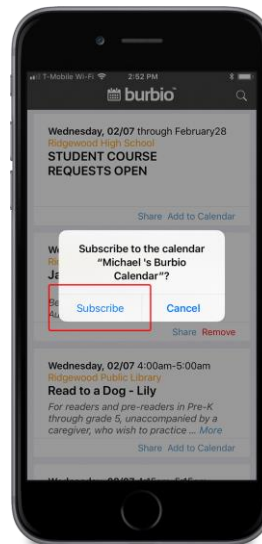 T-Mobile Wi-Fi 2:52 PM
burbio
Wednesday, 02/07 through February28
Ridgewood High School
STUDENT COURSE
REQUESTS OPEN
Share Add to Calendar
Subscribe to the calendar
“Michael 's Burbio
Calendar”?
Subscribe Cancel
Share Remove
Wednesday, 02/07 4:00am-5:00am
Ridgewood Public Library
Read to a Dog - Lily
For readers and pre-readers in Pre-K
through grade 5, unaccompanied by a
caregiver, who wish to practice ... More
Share Add to Calendar